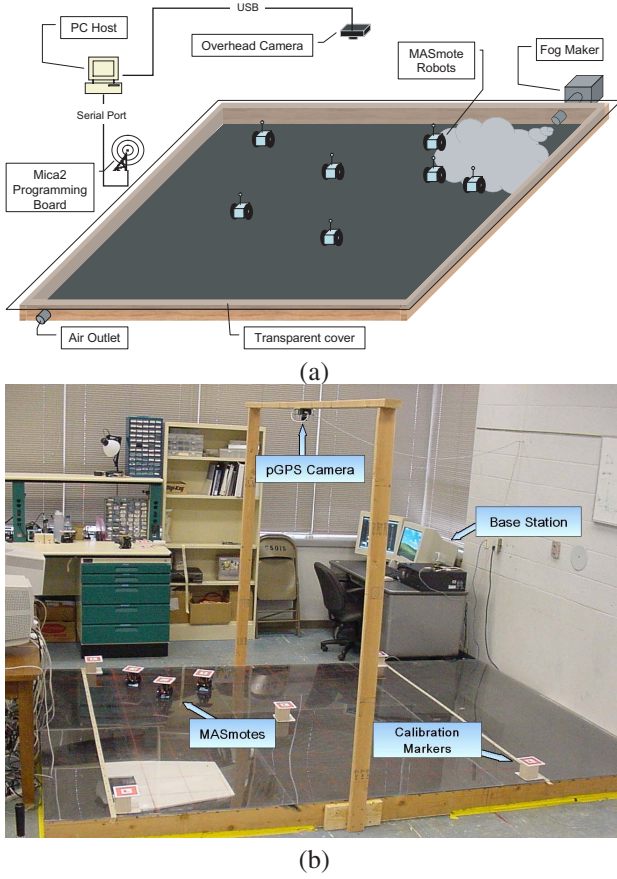 USB
PC Host
Overhead Camera
MASmote
Robots
Fog Maker
Serial Port
Mica2
Programming
Board
Air Outlet
Transparent cover
(a)
pGPS Camera
Base Station
MASmotes
Calibration
Markers
(b)